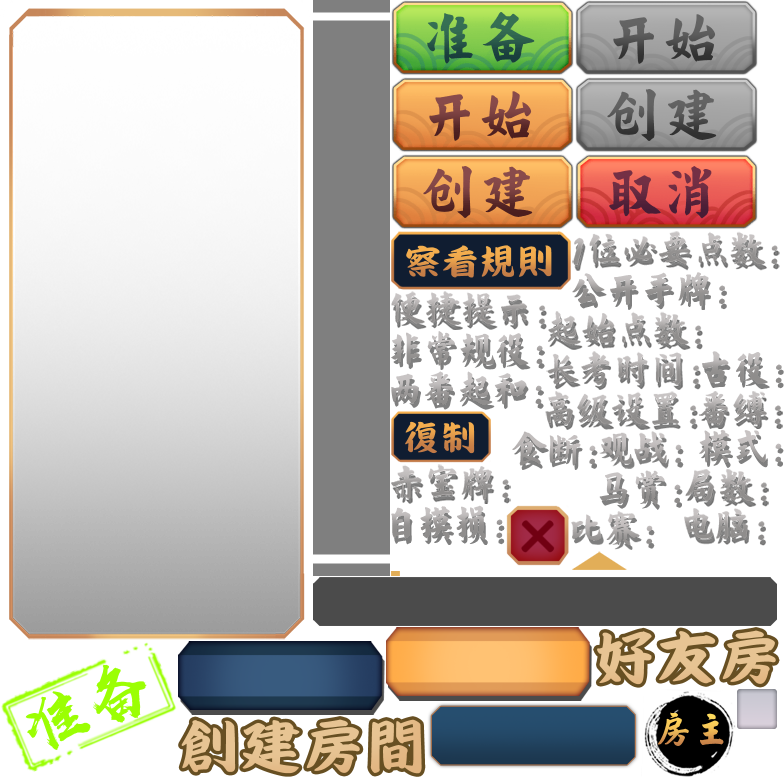 准备
开始
开始
创建
创建
取消
察看規則
1位必要点数:
公开手牌:
便捷提示:
起始点数:
非常规役:
长考时间:
古役:
两番起和:
高级设置:
番缚:
復制
食断:
观战:
模式:
赤宝牌:
马赏:
局数:
自摸损:
比赛:
电脑:
准备
好友房
創建房間
房主